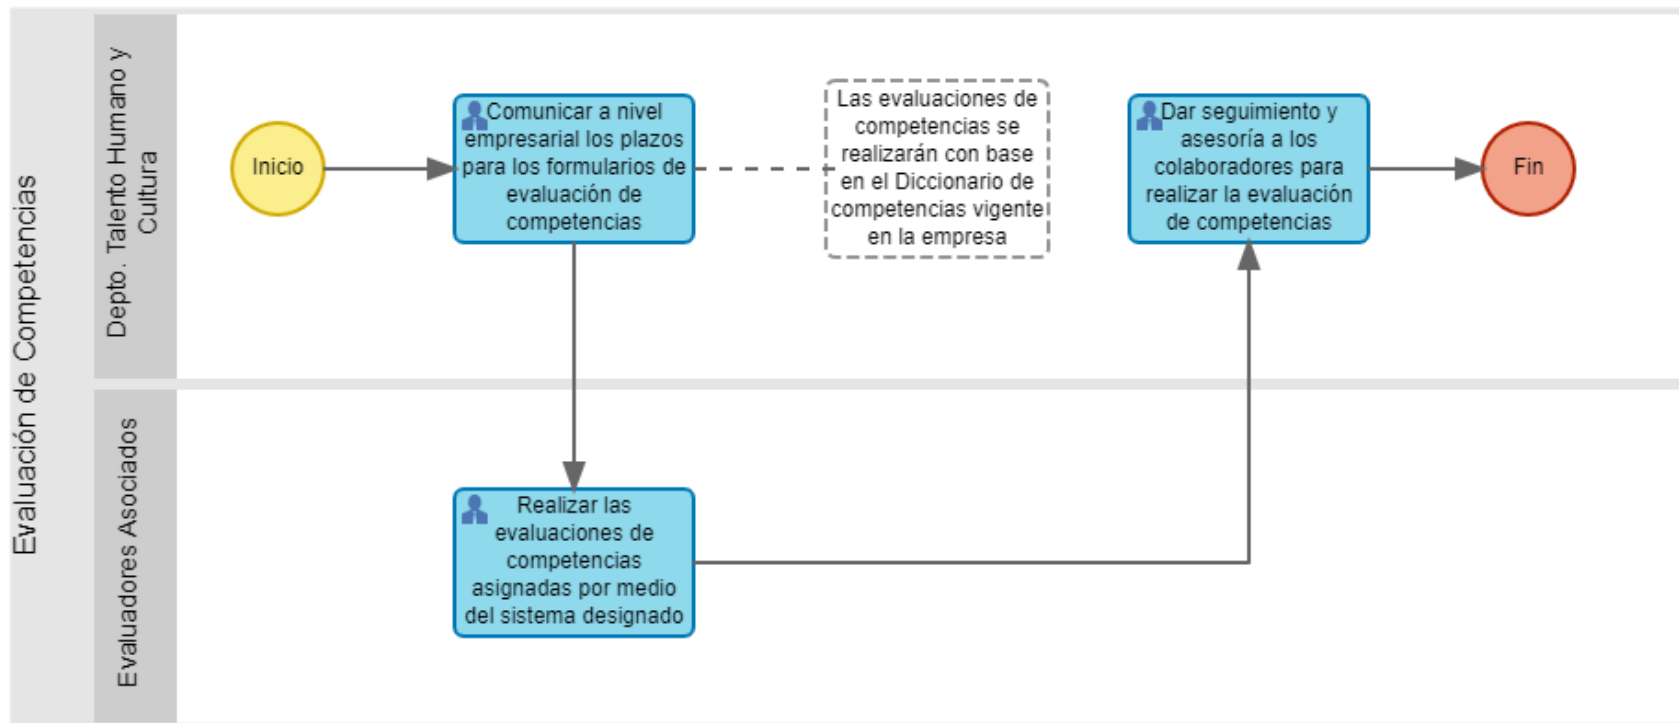 Evaluación de Competencias
Depto. Talento Humano y
Cultura
Inicio
Comunicar a nivel
empresarial los plazos
para los formularios de
evaluación de
competencias
Las evaluaciones de
competencias se
realizarán con base
en el Diccionario de
competencias vigente
en la empresa
Dar seguimiento y
asesoría a los
colaboradores para
realizar la evaluación
de competencias
Fin
Evaluadores Asociados
Realizar las
evaluaciones de
competencias
asignadas por medio
del sistema designado